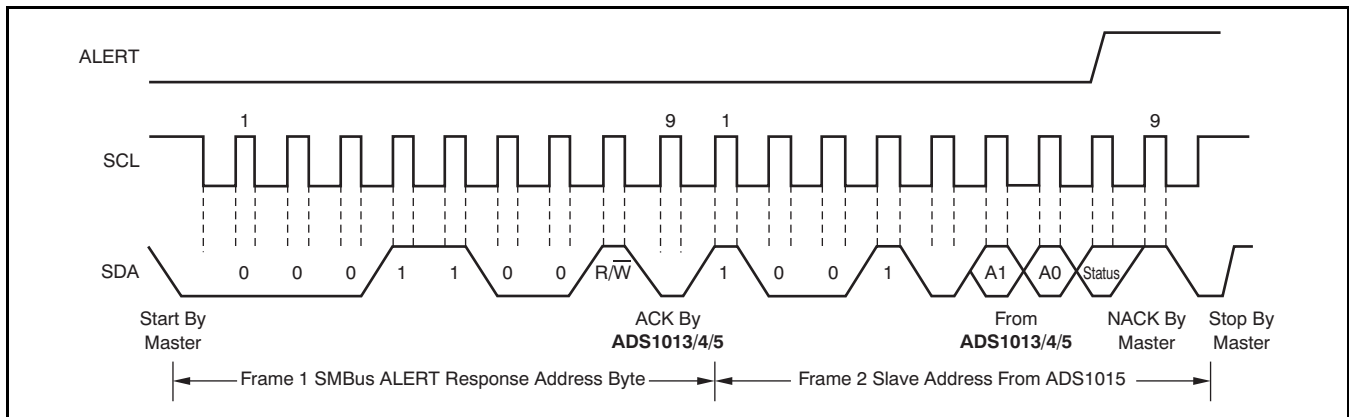 ALERT
1 9 1 9
SCL
SDA 0 0 0 1 1 0 0 R/W̅ 1 0 0 1 A1 A0 Status
Start By Master
ACK By ADS1013/4/5
From ADS1013/4/5
NACK By Master
Stop By Master
Frame 1 SMBus ALERT Response Address Byte
Frame 2 Slave Address From ADS1015